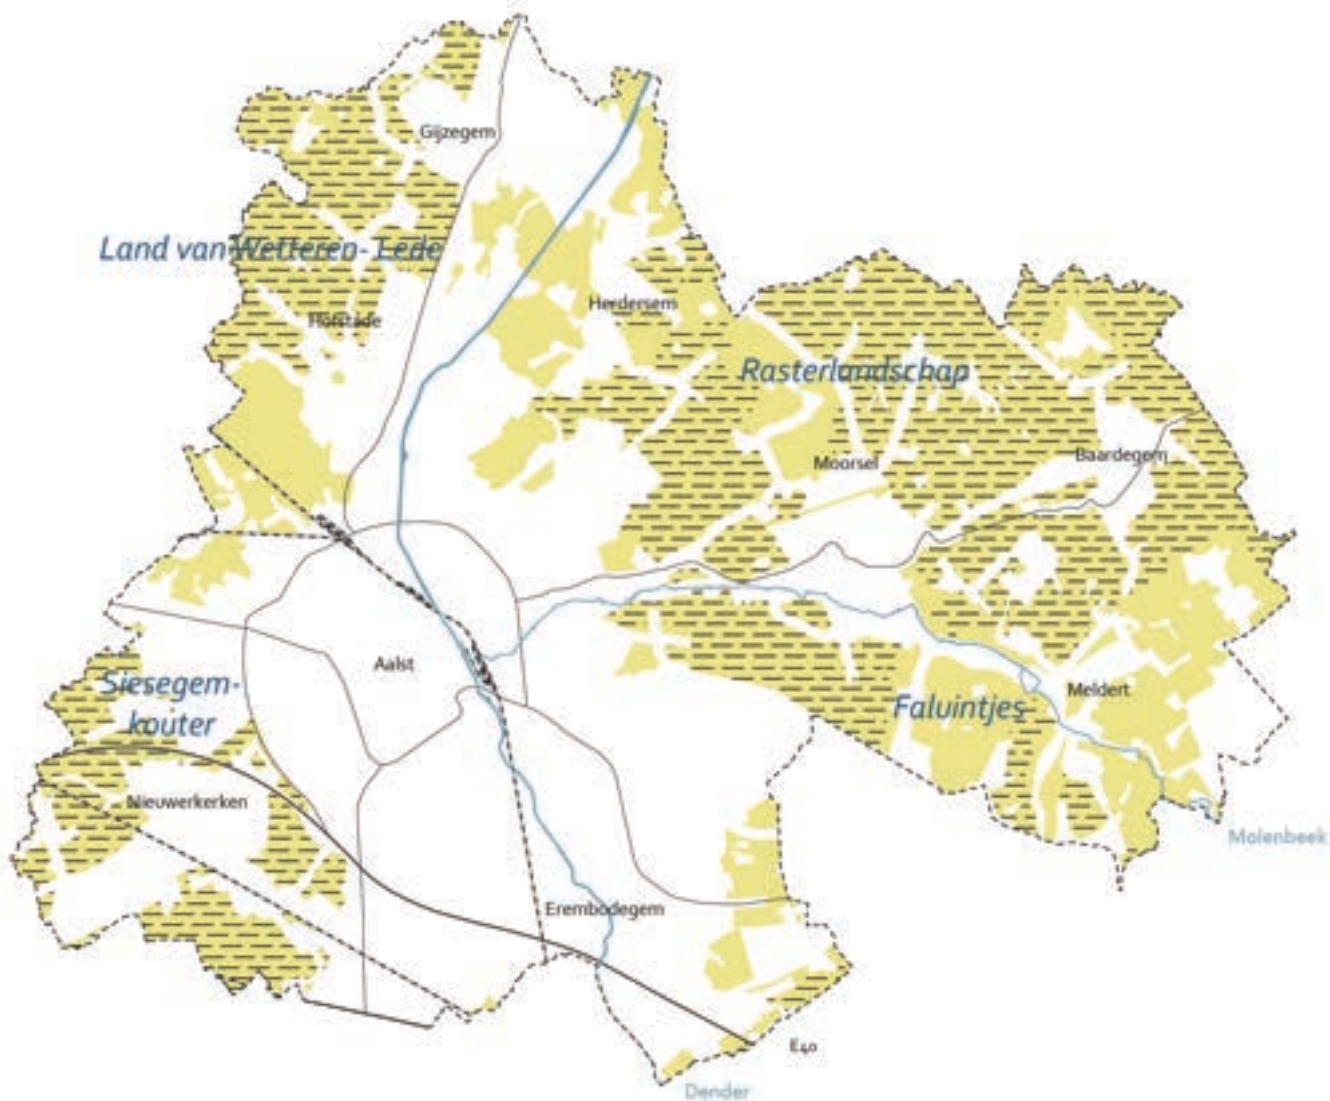 Gijzegem
Land van Wetteren-Lede
Herdersem
Hofstade
Rasterlandschap
Baardegem
Moorsel
Aalst
Siesegem-
kouter
Meldert
Faluintjes
Nieuwerkerken
Molenbeek
Erembodegem
E40
Dender